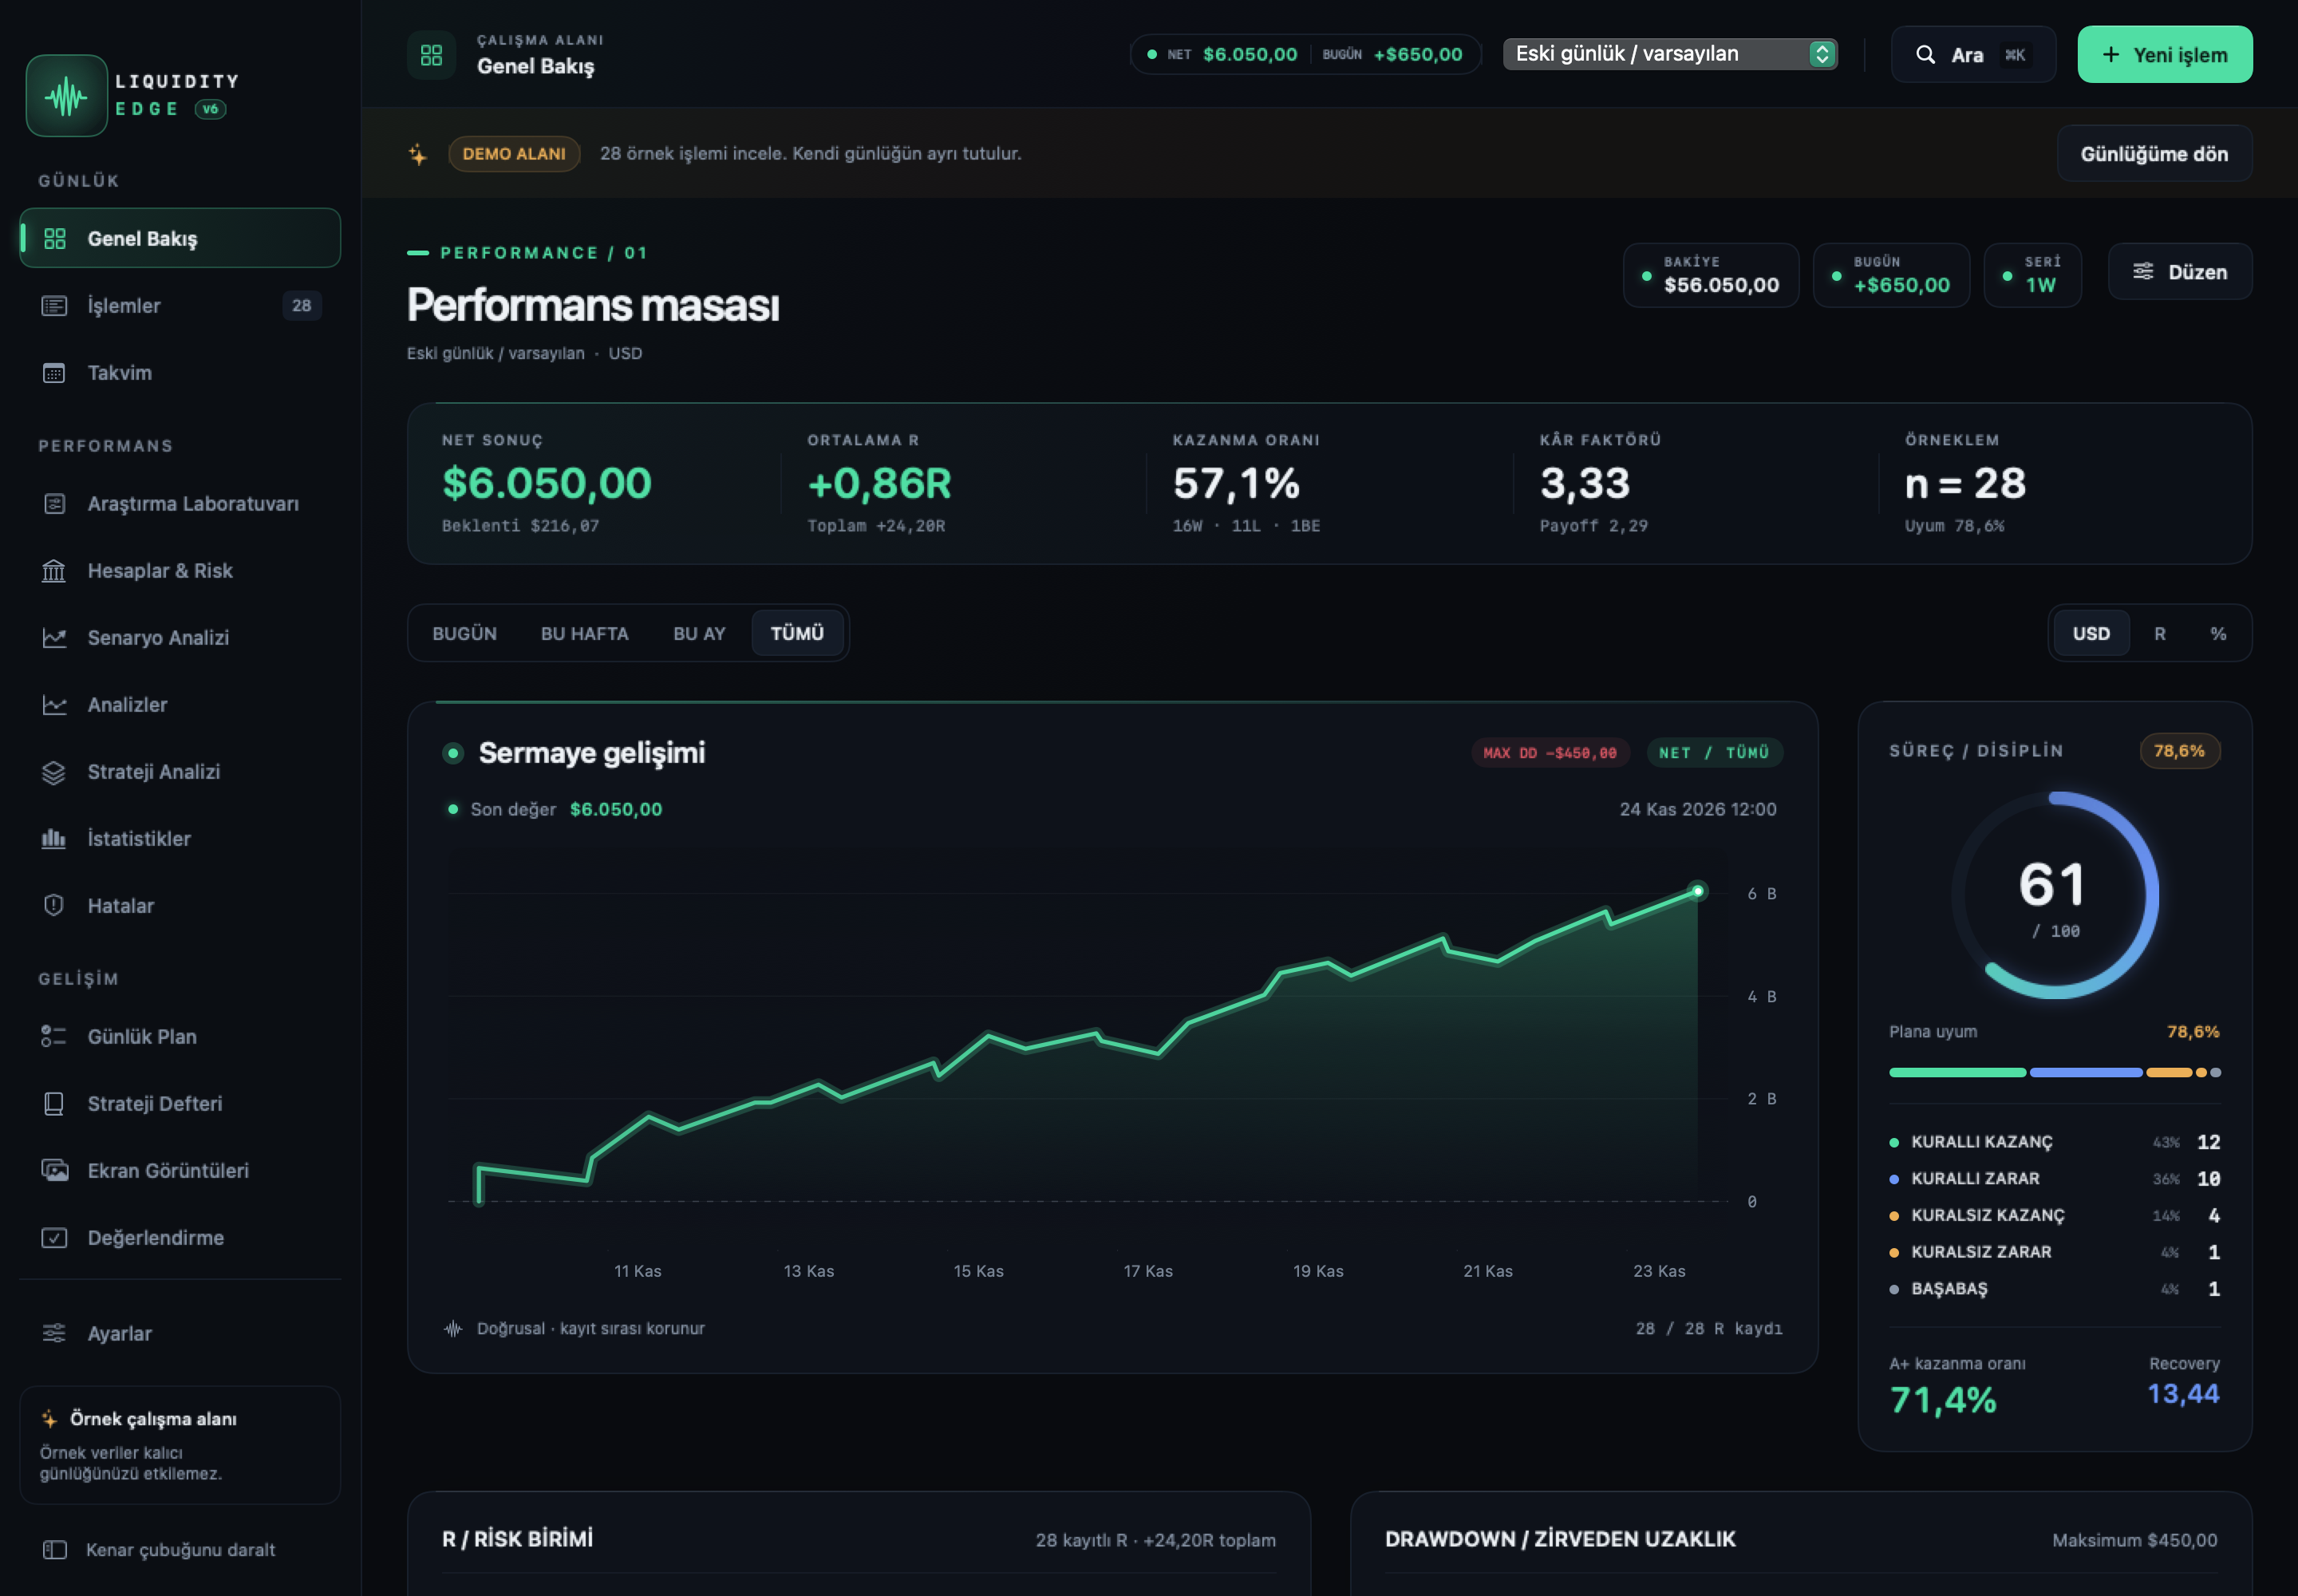 LIQUIDITY
EDGE v6
GÜNLÜK
Genel Bakış
İşlemler 28
Takvim
PERFORMANS
Araştırma Laboratuvarı
Hesaplar & Risk
Senaryo Analizi
Analizler
Strateji Analizi
İstatistikler
Hatalar
GELİŞİM
Günlük Plan
Strateji Defteri
Ekran Görüntüleri
Değerlendirme
Ayarlar
Örnek çalışma alanı
Örnek veriler kalıcı
günlüğünüzü etkilemez.
Kenar çubuğunu daralt
ÇALIŞMA ALANI
Genel Bakış
NET $6.050,00 BUGÜN +$650,00
Eski günlük / varsayılan
Ara ⌘K
+ Yeni işlem
DEMO ALANI 28 örnek işlemi incele. Kendi günlüğün ayrı tutulur.
Günlüğüme dön
PERFORMANCE / 01
Performans masası
Eski günlük / varsayılan · USD
BAKİYE
$56.050,00
BUGÜN
+$650,00
SERİ
1W
Düzen
NET SONUÇ
$6.050,00
Beklenti $216,07
ORTALAMA R
+0,86R
Toplam +24,20R
KAZANMA ORANI
57,1%
16W · 11L · 1BE
KÂR FAKTÖRÜ
3,33
Payoff 2,29
ÖRNEKLEM
n = 28
Uyum 78,6%
BUGÜN BU HAFTA BU AY TÜMÜ
USD R %
Sermaye gelişimi
MAX DD −$450,00 NET / TÜMÜ
Son değer $6.050,00
24 Kas 2026 12:00
6 B
4 B
2 B
0
11 Kas 13 Kas 15 Kas 17 Kas 19 Kas 21 Kas 23 Kas
Doğrusal · kayıt sırası korunur
28 / 28 R kaydı
SÜREÇ / DİSİPLİN 78,6%
61
/ 100
Plana uyum 78,6%
KURALLI KAZANÇ 43% 12
KURALLI ZARAR 36% 10
KURALSIZ KAZANÇ 14% 4
KURALSIZ ZARAR 4% 1
BAŞABAŞ 4% 1
A+ kazanma oranı
71,4%
Recovery
13,44
R / RİSK BİRİMİ
28 kayıtlı R · +24,20R toplam
DRAWDOWN / ZİRVEDEN UZAKLIK
Maksimum $450,00